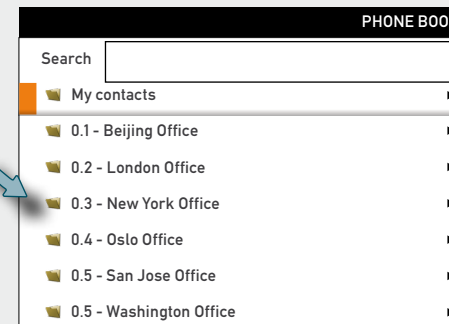 PHONE BOO
Search
My contacts
0.1 - Beijing Office
0.2 - London Office
0.3 - New York Office
0.4 - Oslo Office
0.5 - San Jose Office
0.5 - Washington Office